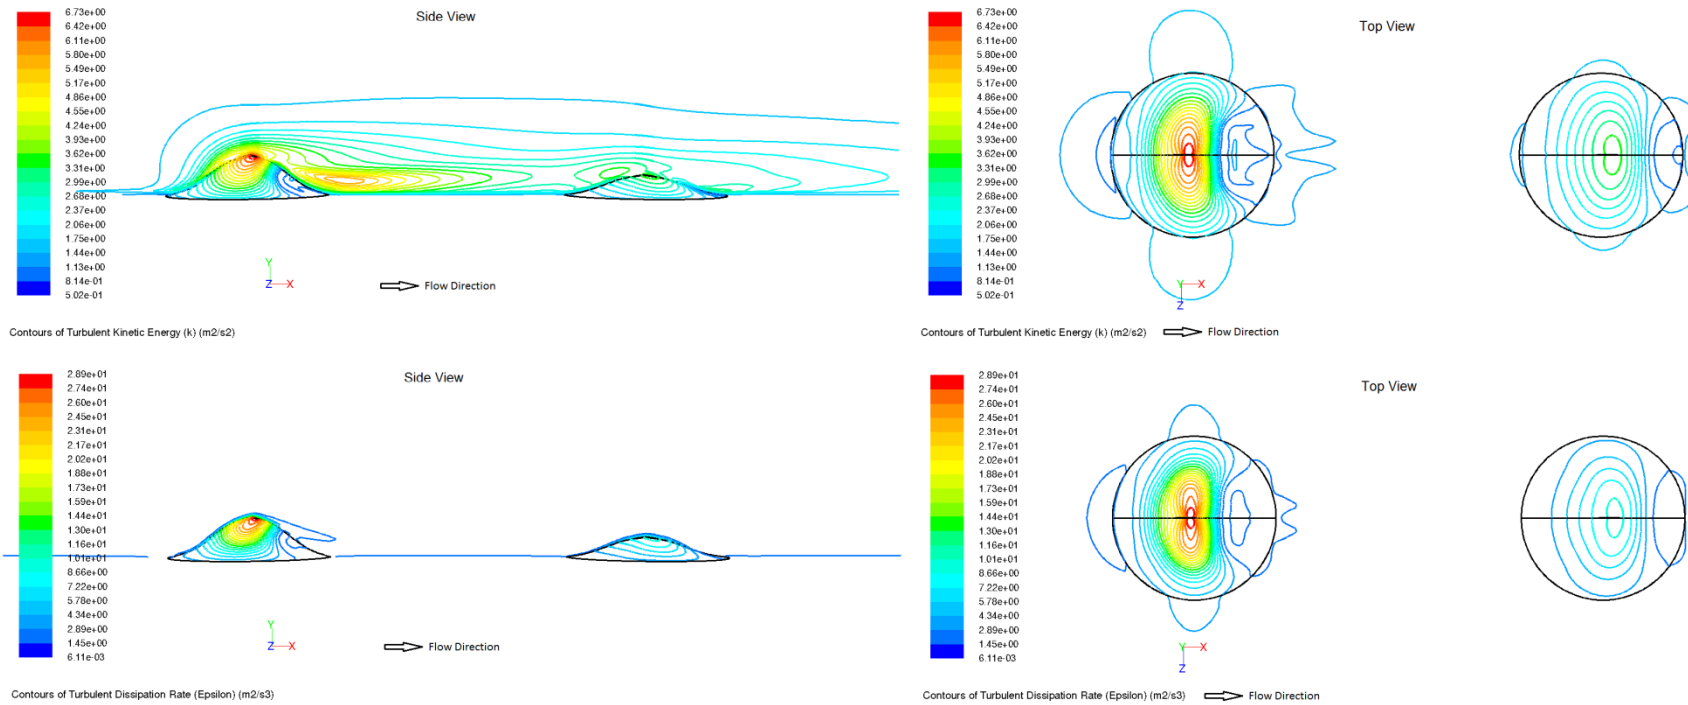 Side View
6.73e+00
6.42e+00
6.11e+00
5.80e+00
5.49e+00
5.17e+00
4.86e+00
4.55e+00
4.24e+00
3.93e+00
3.62e+00
3.31e+00
2.99e+00
2.68e+00
2.37e+00
2.06e+00
1.75e+00
1.44e+00
1.13e+00
8.14e-01
5.02e-01
Y
Z
X
Flow Direction
Contours of Turbulent Kinetic Energy (k) (m2/s2)
Top View
6.73e+00
6.42e+00
6.11e+00
5.80e+00
5.49e+00
5.17e+00
4.86e+00
4.55e+00
4.24e+00
3.93e+00
3.62e+00
3.31e+00
2.99e+00
2.68e+00
2.37e+00
2.06e+00
1.75e+00
1.44e+00
1.13e+00
8.14e-01
5.02e-01
Y
X
Z
Contours of Turbulent Kinetic Energy (k) (m2/s2)
Flow Direction
Side View
2.89e+01
2.74e+01
2.60e+01
2.45e+01
2.31e+01
2.17e+01
2.02e+01
1.88e+01
1.73e+01
1.59e+01
1.44e+01
1.30e+01
1.16e+01
1.01e+01
8.66e+00
7.22e+00
5.78e+00
4.34e+00
2.89e+00
1.45e+00
6.11e-03
Y
Z
X
Flow Direction
Contours of Turbulent Dissipation Rate (Epsilon) (m2/s3)
Top View
2.89e+01
2.74e+01
2.60e+01
2.45e+01
2.31e+01
2.17e+01
2.02e+01
1.88e+01
1.73e+01
1.59e+01
1.44e+01
1.30e+01
1.16e+01
1.01e+01
8.66e+00
7.22e+00
5.78e+00
4.34e+00
2.89e+00
1.45e+00
6.11e-03
Y
X
Z
Contours of Turbulent Dissipation Rate (Epsilon) (m2/s3)
Flow Direction